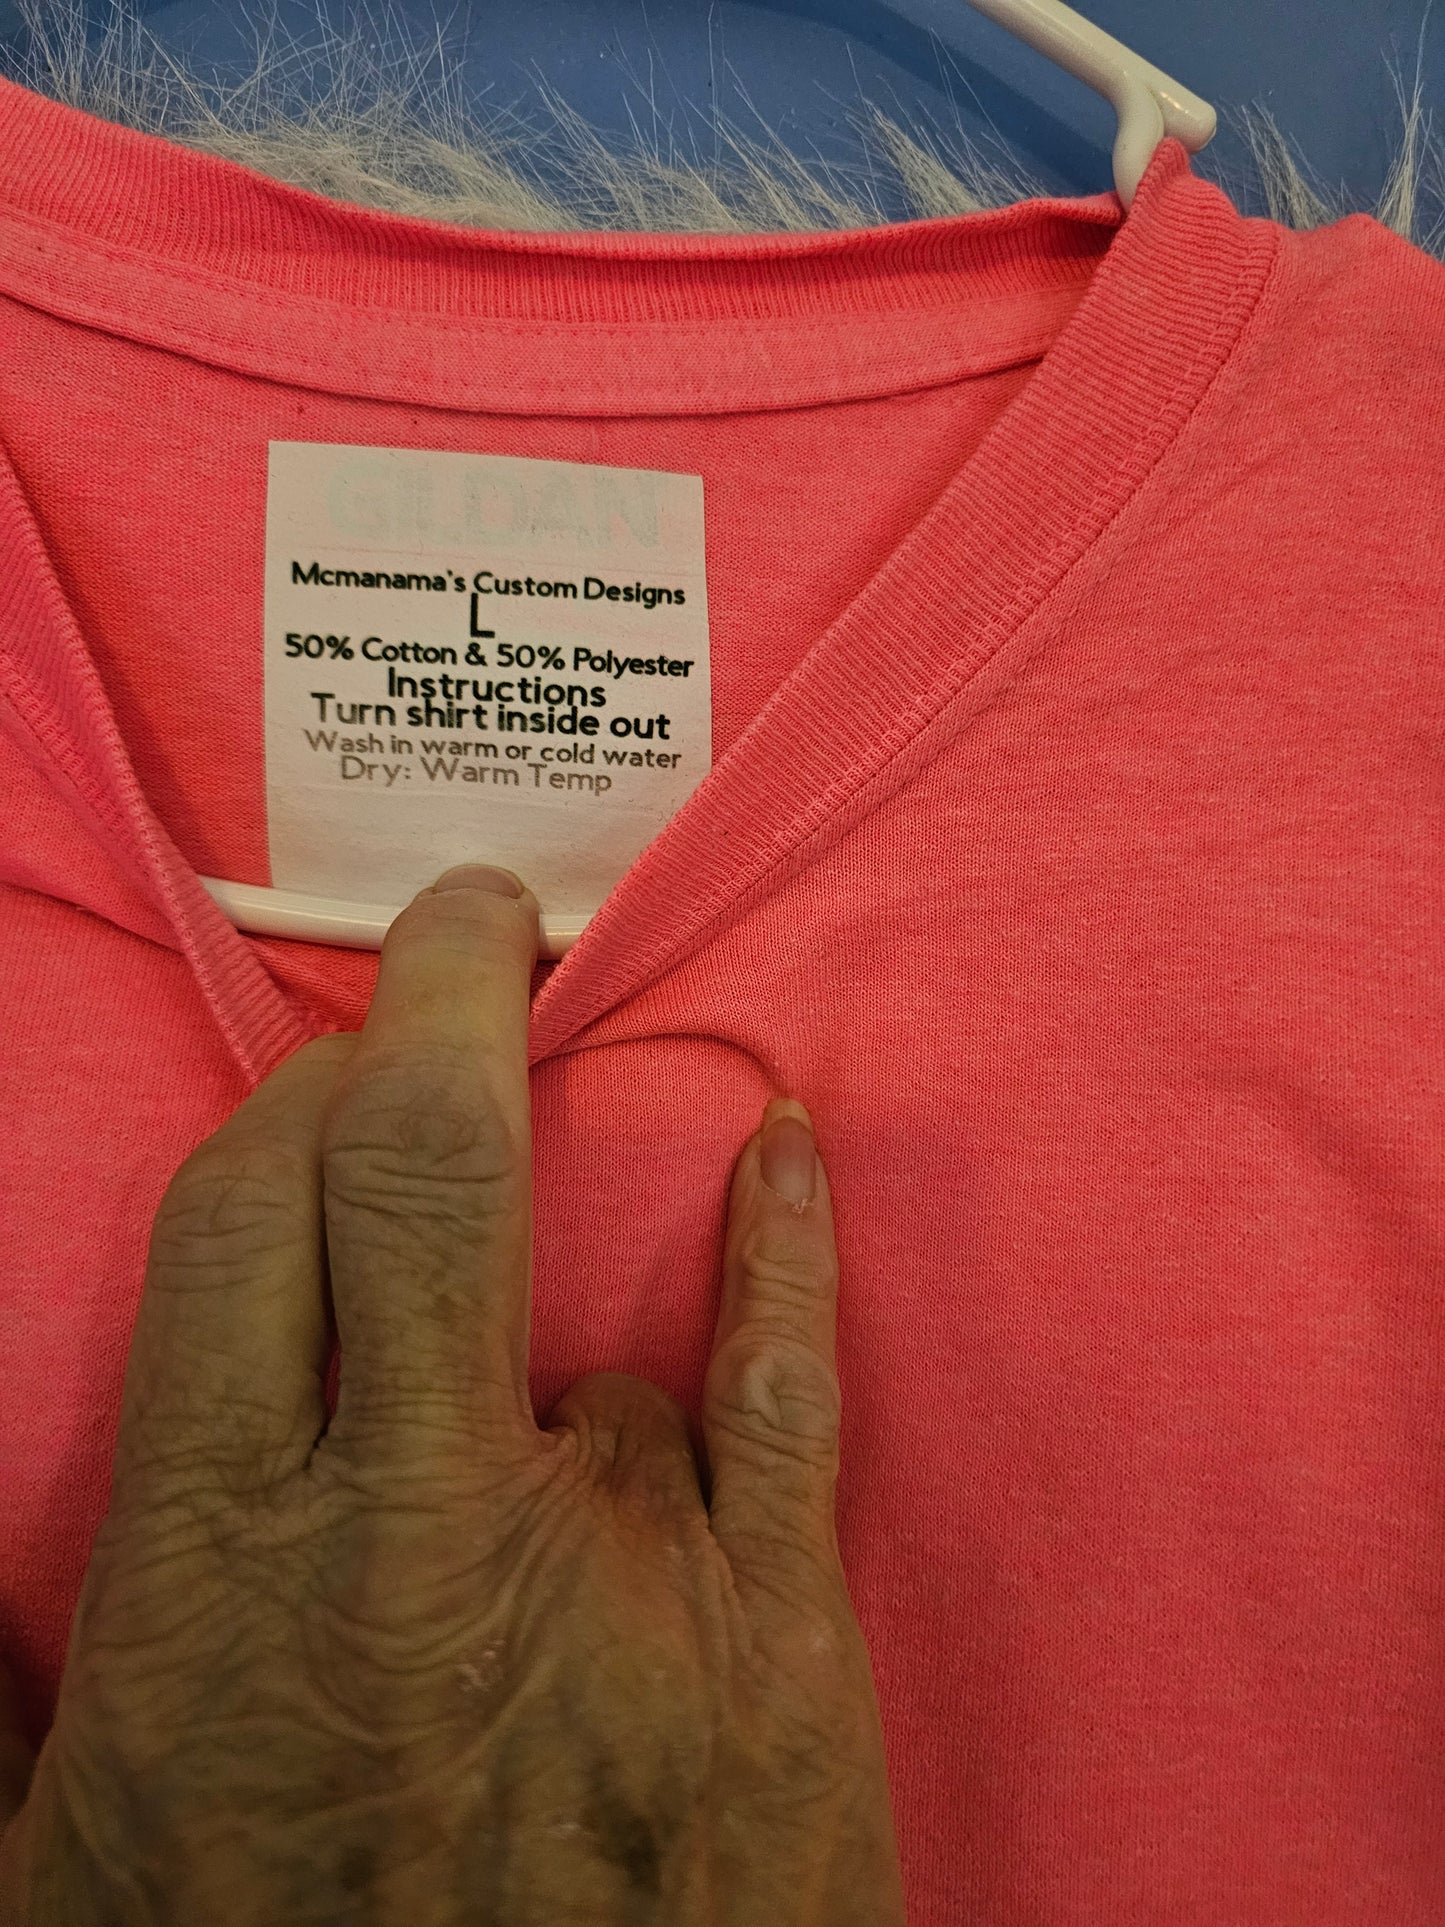 Mcmanama's Custom Designs
L
50% Cotton & 50% Polyester
Instructions
Turn shirt inside out
Wash in warm or cold water
Dry: Warm Temp